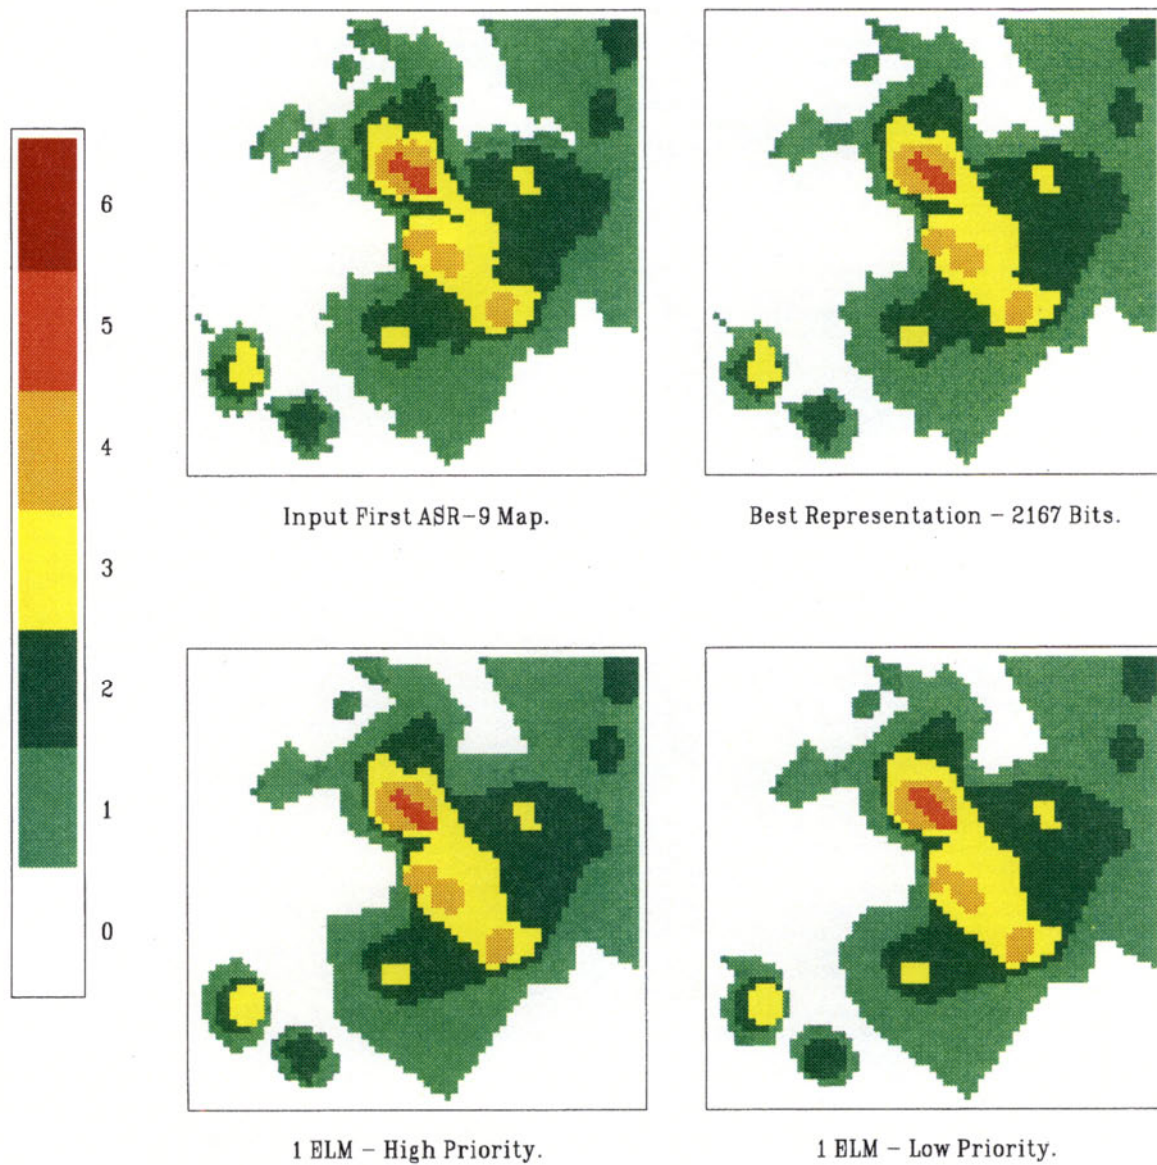 6
5
4
3
2
1
0
Input First ASR-9 Map.
Best Representation - 2167 Bits.
1 ELM - High Priority.
1 ELM - Low Priority.